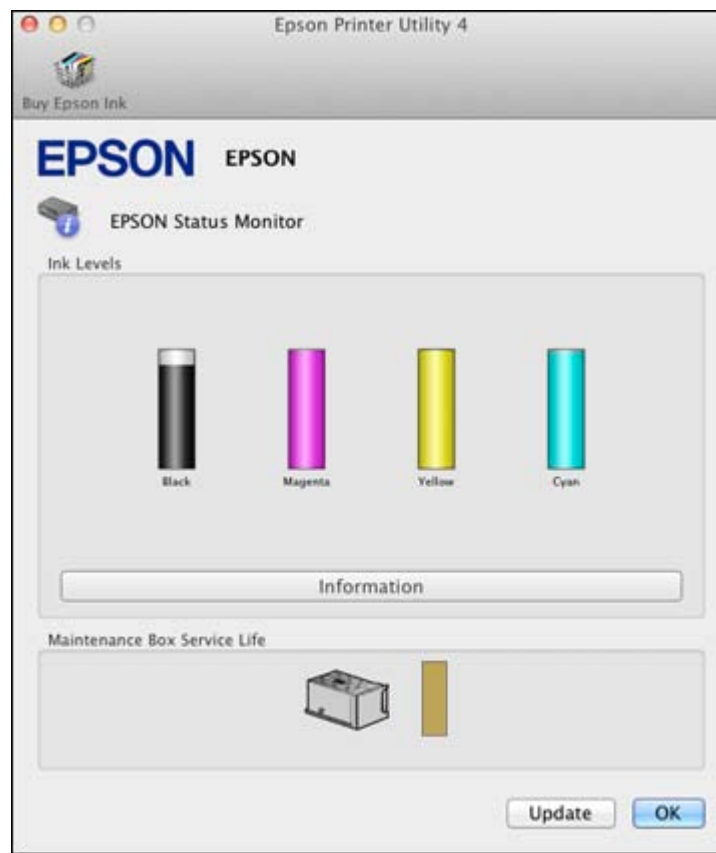 Epson Printer Utility 4
Buy Epson Ink
EPSON EPSON
EPSON Status Monitor
Ink Levels
Black Magenta Yellow Cyan
Information
Maintenance Box Service Life
Update OK